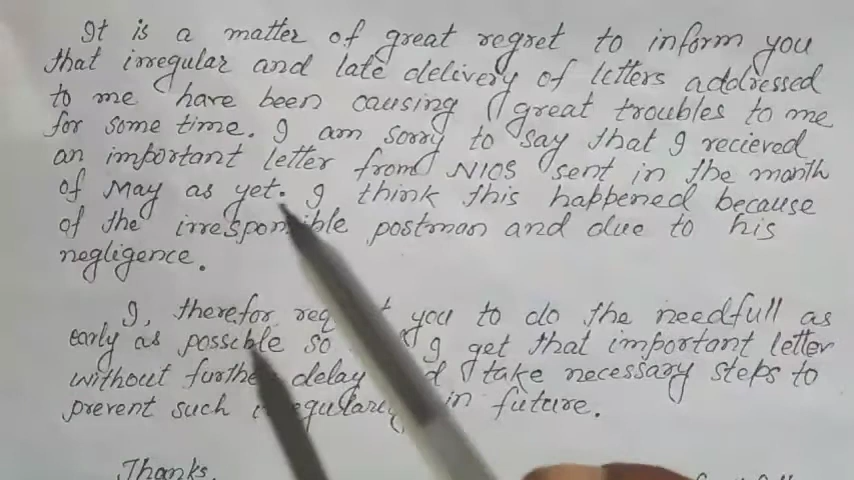 It is a matter of great regret to inform you
that irregular and late delivery of letters addressed
to me have been causing great troubles to me
for some time. I am sorry to say that I recieved
an important letter from NIOS sent in the month
of May as yet. I think this happened because
of the irresponsible postman and due to his
negligence.
I, therefor you to do the needfull as
early as possible so I get that important letter
without further delay take necessary steps to
prevent such in future.
Thanks.